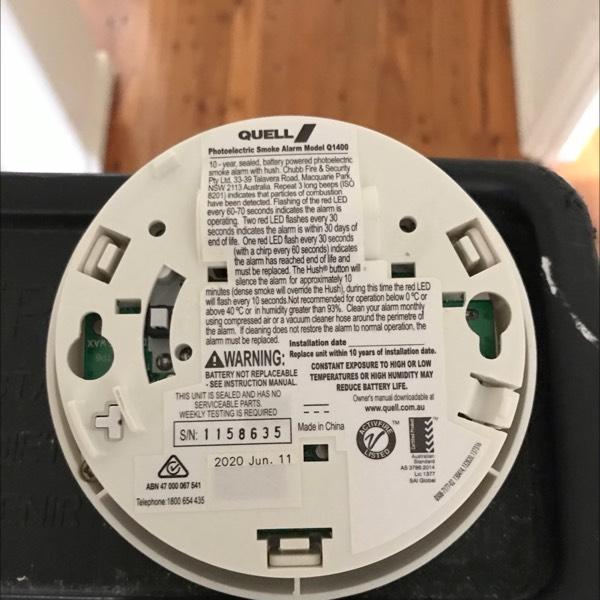 QUELL
Photoelectric Smoke Alarm Model Q1400
10 - year, sealed, battery powered photoelectric
smoke alarm with hush. Chubb Fire & Security
Pty Ltd, 33-39 Talavera Road, Macquarie Park,
NSW 2113 Australia. Repeat 3 long beeps (ISO
8201) indicates that particles of combustion
have been detected. Flashing of the red LED
every 60-70 seconds indicates the alarm is
operating. Two red LED flashes every 30
seconds indicates the alarm is within 30 days of
end of life. One red LED flash every 30 seconds
(with a chirp every 60 seconds) indicates
the alarm has reached end of life and
must be replaced. The Hush® button will
silence the alarm for approximately 10
minutes (dense smoke will override the Hush), during this time the red LED
will flash every 10 seconds. Not recommended for operation below 0 °C or
above 40 °C or in humidity greater than 93%. Clean your alarm monthly
using compressed air or a vacuum cleaner hose around the perimetre of
the alarm. If cleaning does not restore the alarm to normal operation, the
alarm must be replaced.
Installation date
Replace unit within 10 years of installation date.
WARNING:
BATTERY NOT REPLACEABLE
- SEE INSTRUCTION MANUAL
CONSTANT EXPOSURE TO HIGH OR LOW
TEMPERATURES OR HIGH HUMIDITY MAY
REDUCE BATTERY LIFE.
THIS UNIT IS SEALED AND HAS NO
SERVICEABLE PARTS.
WEEKLY TESTING IS REQUIRED
Owner's manual downloadable at
www.quell.com.au
S/N: 1158635
Made in China
2020 Jun. 11
ABN 47 000 067 541
Telephone:1800 654 435
ACTIVFIRE
LISTED
Certified Product
Australian
Standard
AS 3786:2014
Lic 1377
SAI Global